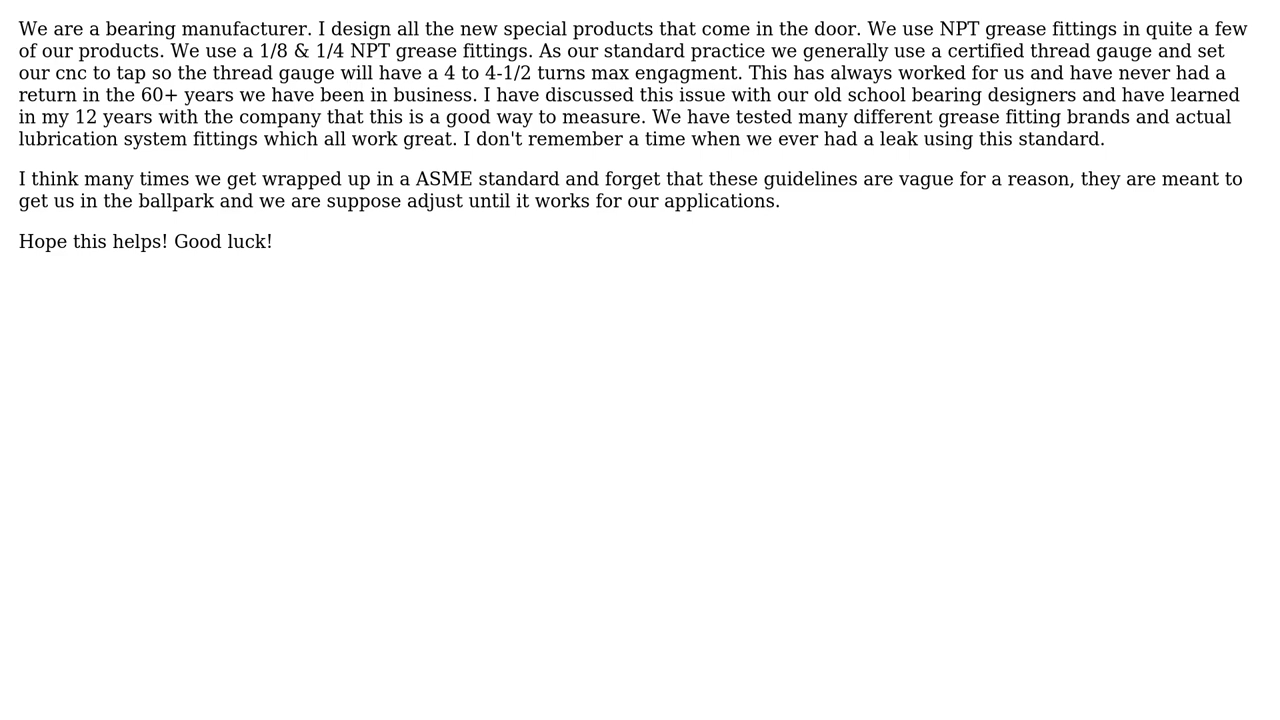 We are a bearing manufacturer. I design all the new special products that come in the door. We use NPT grease fittings in quite a few
of our products. We use a 1/8 & 1/4 NPT grease fittings. As our standard practice we generally use a certified thread gauge and set
our cnc to tap so the thread gauge will have a 4 to 4-1/2 turns max engagment. This has always worked for us and have never had a
return in the 60+ years we have been in business. I have discussed this issue with our old school bearing designers and have learned
in my 12 years with the company that this is a good way to measure. We have tested many different grease fitting brands and actual
lubrication system fittings which all work great. I don't remember a time when we ever had a leak using this standard.
I think many times we get wrapped up in a ASME standard and forget that these guidelines are vague for a reason, they are meant to
get us in the ballpark and we are suppose adjust until it works for our applications.
Hope this helps! Good luck!